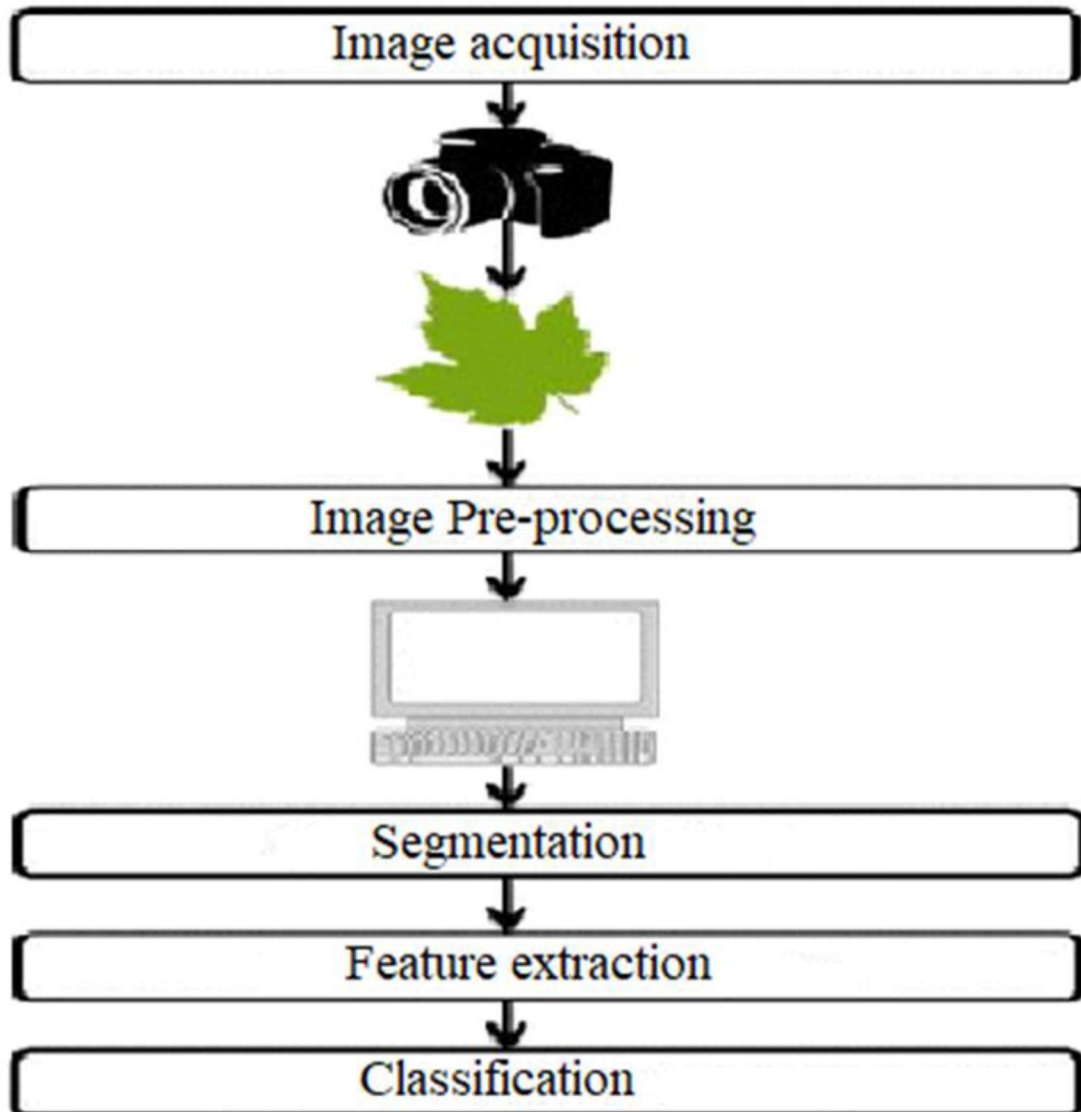 Image acquisition
Image Pre-processing
Segmentation
Feature extraction
Classification